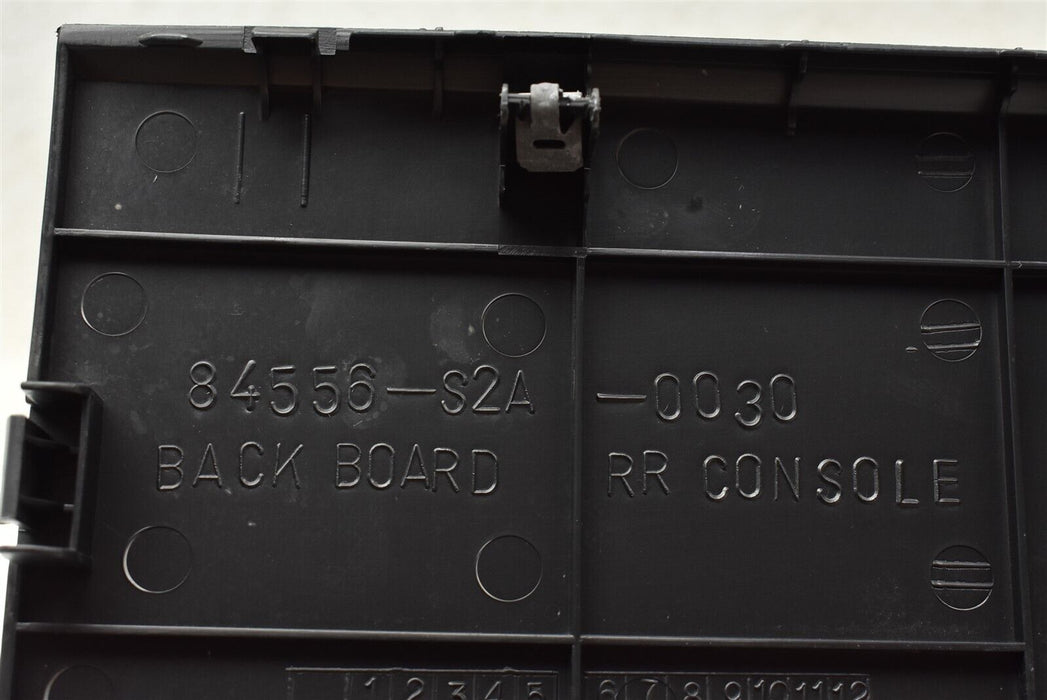 84556-S2A-0030
BACK BOARD RR CONSOLE
1 2 3 4 5 6 7 8 9 10 11 12